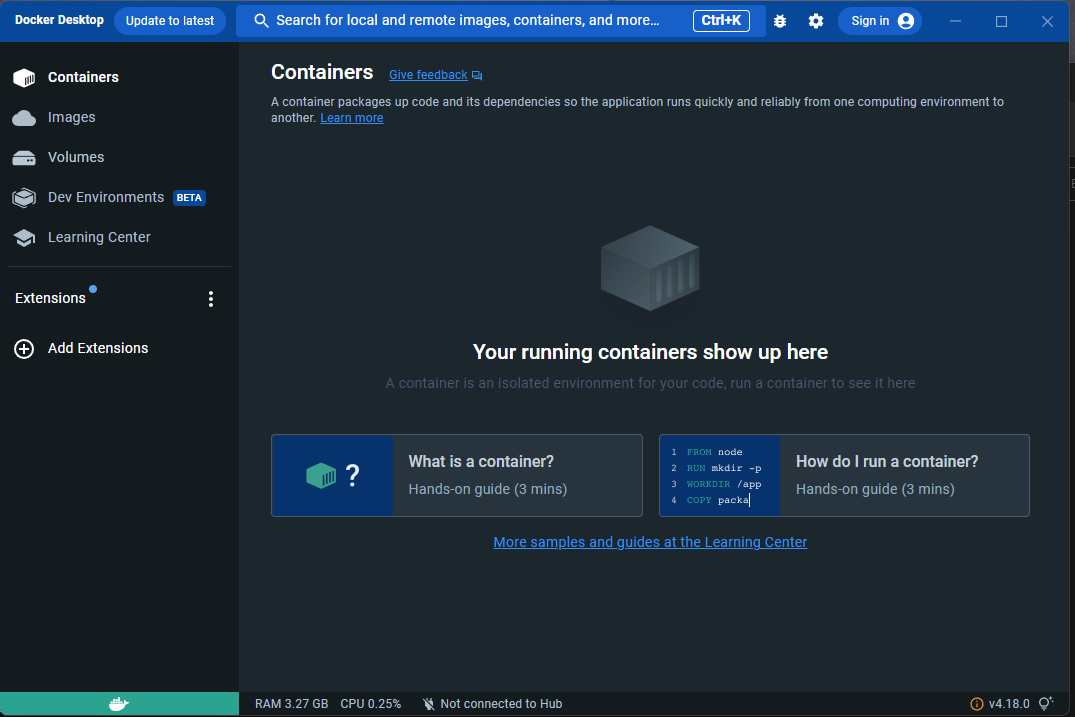 Docker Desktop
Update to latest
Search for local and remote images, containers, and more...
Ctrl+K
Sign in
Containers
Images
Volumes
Dev Environments BETA
Learning Center
Extensions
Add Extensions
Containers
Give feedback
A container packages up code and its dependencies so the application runs quickly and reliably from one computing environment to
another. Learn more
Your running containers show up here
A container is an isolated environment for your code, run a container to see it here
?
What is a container?
Hands-on guide (3 mins)
1 FROM node
2 RUN mkdir -p
3 WORKDIR /app
4 COPY packa
How do I run a container?
Hands-on guide (3 mins)
More samples and guides at the Learning Center
RAM 3.27 GB
CPU 0.25%
Not connected to Hub
v4.18.0